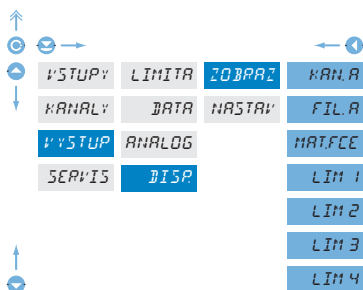 VSTUPY LIMITA ZOBRAZ KAN.A
KANALY DATA NASTAV FIL.A
VYSTUP ANALOG MAT.FCE
SERVIS DISP. LIM 1
LIM 2
LIM 3
LIM 4